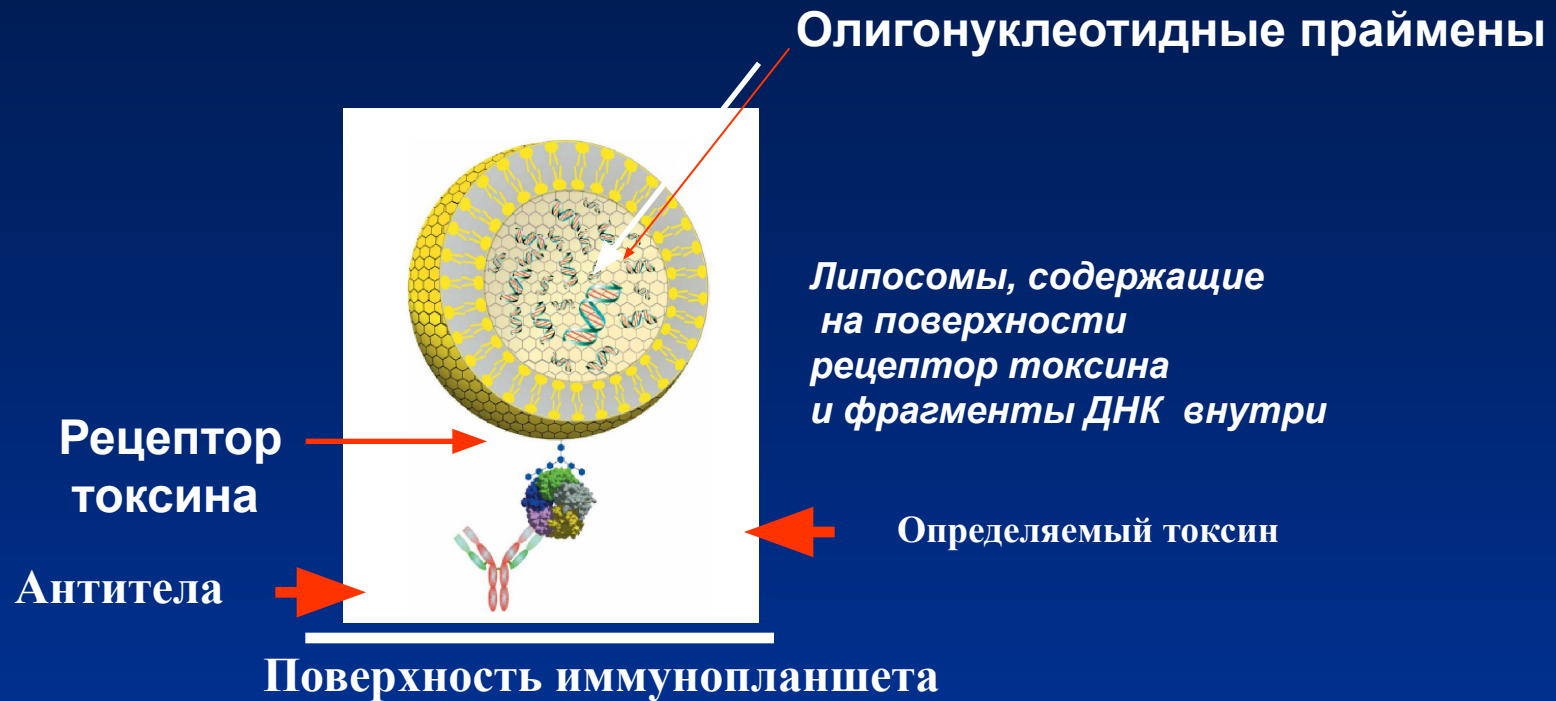 Олигонуклеотидные праймены
Липосомы, содержащие
на поверхности
рецептор токсина
и фрагменты ДНК внутри
Рецептор
токсина
Определяемый токсин
Антитела
Поверхность иммунопланшета